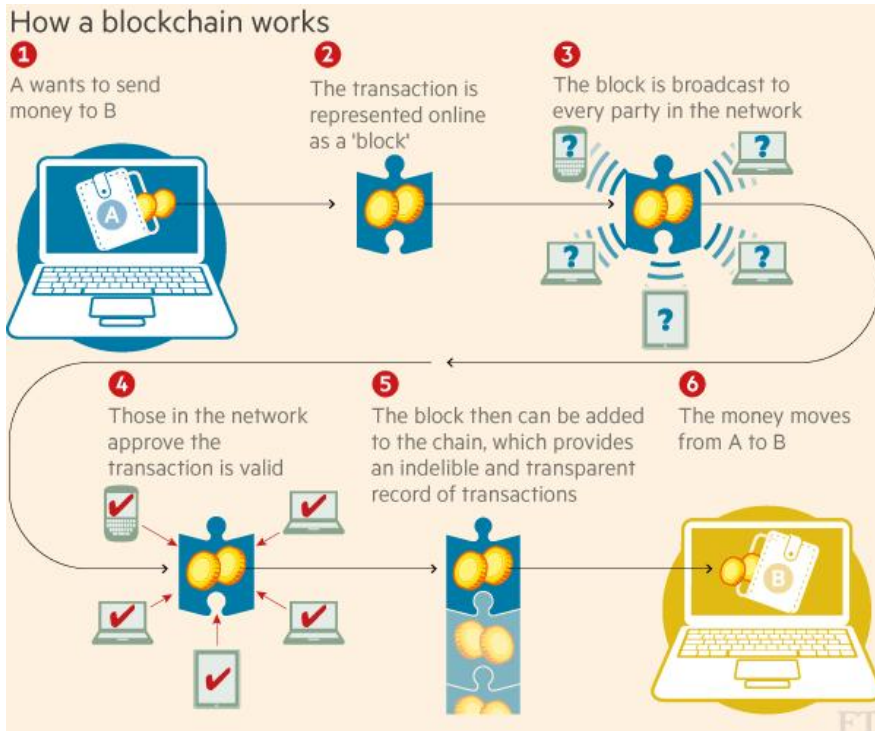 How a blockchain works
1
A wants to send
money to B
2
The transaction is
represented online
as a 'block'
3
The block is broadcast to
every party in the network
A
?
?
?
?
?
4
Those in the network
approve the
transaction is valid
5
The block then can be added
to the chain, which provides
an indelible and transparent
record of transactions
6
The money moves
from A to B
B
FT